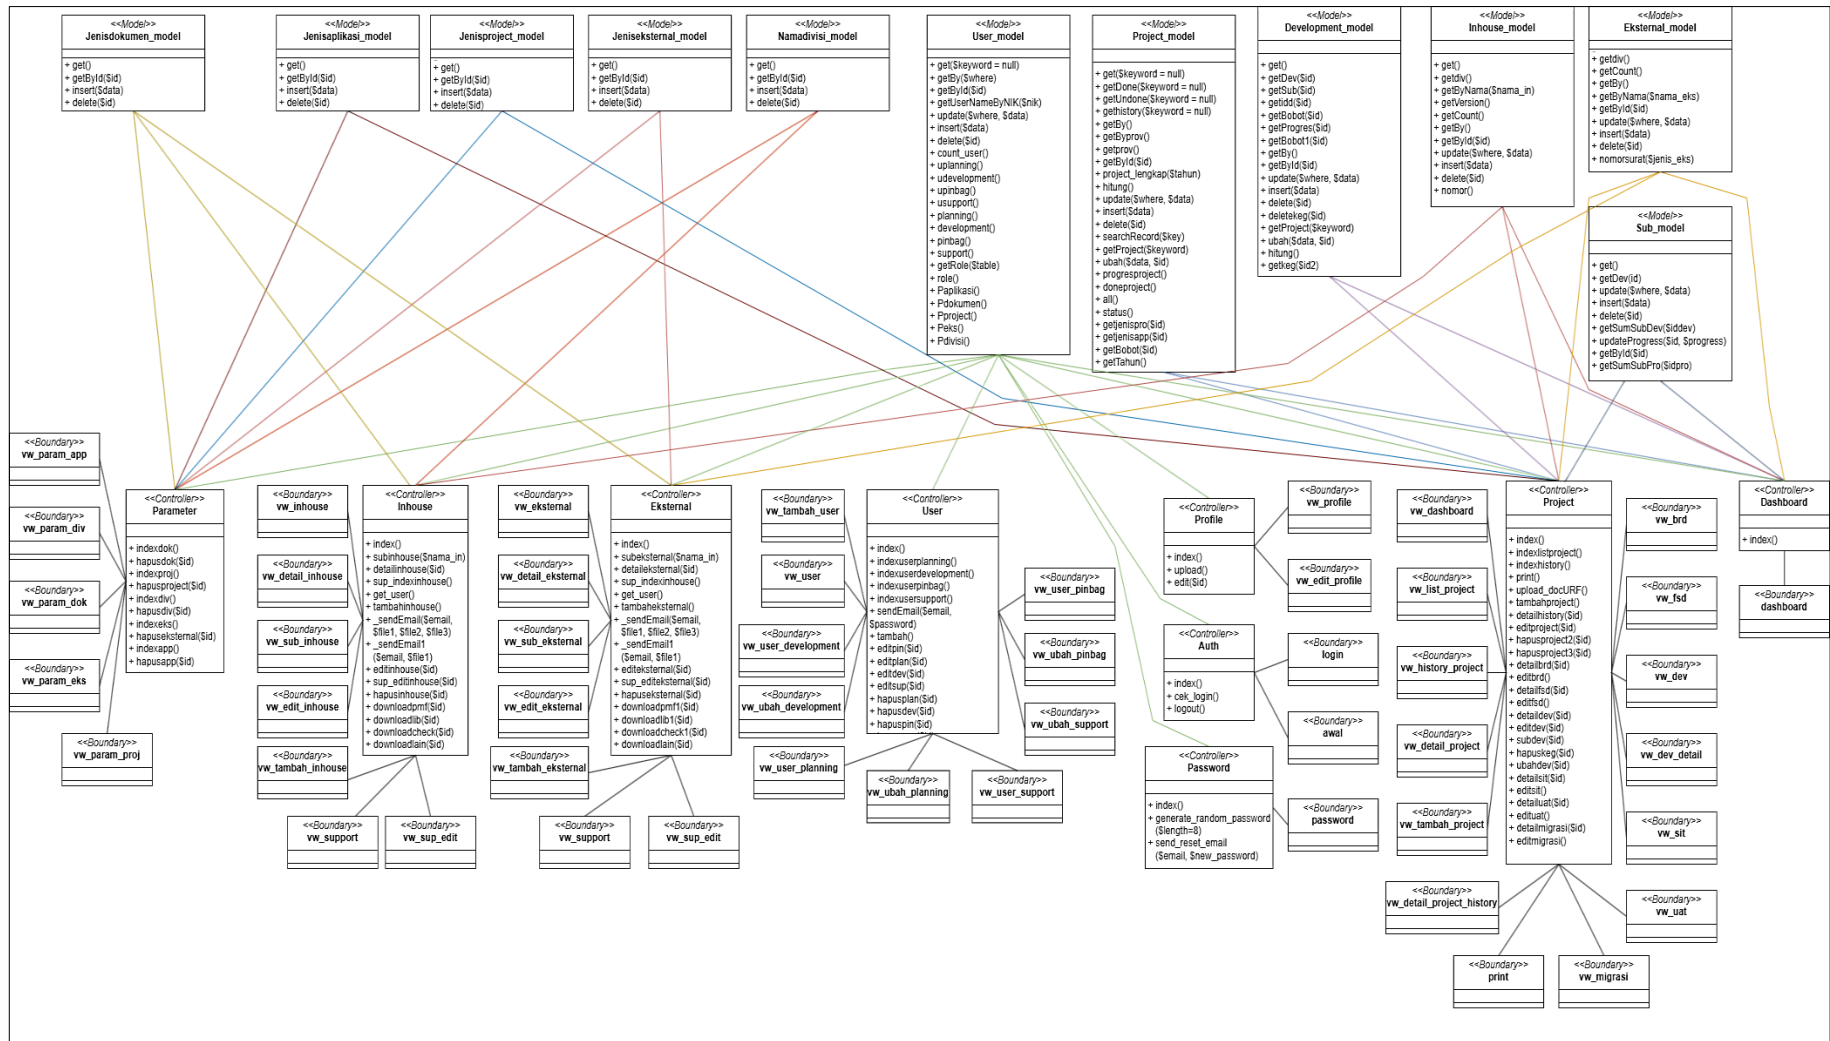 <<Model>>
Jenisdokumen_model
+ get()
+ getById($id)
+ insert($data)
+ delete($id)
<<Model>>
Jenisaplikasi_model
+ get()
+ getById($id)
+ insert($data)
+ delete($id)
<<Model>>
Jenisproject_model
+ get()
+ getById($id)
+ insert($data)
+ delete($id)
<<Model>>
Jeniseksternal_model
+ get()
+ getById($id)
+ insert($data)
+ delete($id)
<<Model>>
Namadivisi_model
+ get()
+ getById($id)
+ insert($data)
+ delete($id)
<<Model>>
User_model
+ get($keyword = null)
+ getBy($where)
+ getById($id)
+ getUserNameByNIK($nik)
+ update($where, $data)
+ insert($data)
+ delete($id)
+ count_user()
+ uplanning()
+ udevelopment()
+ upinbag()
+ usupport()
+ planning()
+ development()
+ pinbag()
+ support()
+ getRole($table)
+ role()
+ Paplikasi()
+ Pdokumen()
+ Pproject()
+ Peks()
+ Pdivisi()
<<Model>>
Project_model
+ get($keyword = null)
+ getDone($keyword = null)
+ getUndone($keyword = null)
+ gethistory($keyword = null)
+ getBy()
+ getByprov()
+ getprov()
+ getById($id)
+ project_lengkap($tahun)
+ hitung()
+ update($where, $data)
+ insert($data)
+ delete($id)
+ searchRecord($key)
+ getProject($keyword)
+ ubah($data, $id)
+ progresproject()
+ doneproject()
+ all()
+ status()
+ getjenispro($id)
+ getjenisapp($id)
+ getBobot($id)
+ getTahun()
<<Model>>
Development_model
+ get()
+ getDev($id)
+ getSub($id)
+ getidd($id)
+ getBobot($id)
+ getProgres($id)
+ getBobot1($id)
+ getBy()
+ getById($id)
+ update($where, $data)
+ insert($data)
+ delete($id)
+ deletekeg($id)
+ getProject($keyword)
+ ubah($data, $id)
+ hitung()
+ getkeg($id2)
<<Model>>
Inhouse_model
+ get()
+ getdiv()
+ getByNama($nama_in)
+ getVersion()
+ getCount()
+ getBy()
+ getById($id)
+ update($where, $data)
+ insert($data)
+ delete($id)
+ nomor()
<<Model>>
Eksternal_model
+ getdiv()
+ getCount()
+ getBy()
+ getByNama($nama_eks)
+ getById($id)
+ update($where, $data)
+ insert($data)
+ delete($id)
+ nomorsurat($jenis_eks)
<<Model>>
Sub_model
+ get()
+ getDev(id)
+ update($where, $data)
+ insert($data)
+ delete($id)
+ getSumSubDev($iddev)
+ updateProgress($id, $progress)
+ getById($id)
+ getSumSubPro($idpro)
<<Boundary>>
vw_param_app
<<Boundary>>
vw_param_div
<<Boundary>>
vw_param_dok
<<Boundary>>
vw_param_eks
<<Boundary>>
vw_param_proj
<<Controller>>
Parameter
+ indexdok()
+ hapusdok($id)
+ indexproj()
+ hapusproject($id)
+ indexdiv()
+ hapusdiv($id)
+ indexeks()
+ hapuseksternal($id)
+ indexapp()
+ hapusapp($id)
<<Boundary>>
vw_inhouse
<<Boundary>>
vw_detail_inhouse
<<Boundary>>
vw_sub_inhouse
<<Boundary>>
vw_edit_inhouse
<<Boundary>>
vw_tambah_inhouse
<<Controller>>
Inhouse
+ index()
+ subinhouse($nama_in)
+ detailinhouse($id)
+ sup_indexinhouse()
+ get_user()
+ tambahinhouse()
+ _sendEmail($email,
$file1, $file2, $file3)
+ _sendEmail1
($email, $file1)
+ editinhouse($id)
+ sup_editinhouse($id)
+ hapusinhouse($id)
+ downloadpmf($id)
+ downloadlib($id)
+ downloadcheck($id)
+ downloadlain($id)
<<Boundary>>
vw_support
<<Boundary>>
vw_sup_edit
<<Boundary>>
vw_eksternal
<<Boundary>>
vw_detail_eksternal
<<Boundary>>
vw_sub_eksternal
<<Boundary>>
vw_edit_eksternal
<<Boundary>>
vw_tambah_eksternal
<<Controller>>
Eksternal
+ index()
+ subeksternal($nama_in)
+ detaileksternal($id)
+ sup_indexinhouse()
+ get_user()
+ tambaheksternal()
+ _sendEmail($email,
$file1, $file2, $file3)
+ _sendEmail1
($email, $file1)
+ editeksternal($id)
+ sup_editeksternal($id)
+ hapuseksternal($id)
+ downloadpmf1($id)
+ downloadlib1($id)
+ downloadcheck1($id)
+ downloadlain($id)
<<Boundary>>
vw_support
<<Boundary>>
vw_sup_edit
<<Boundary>>
vw_tambah_user
<<Boundary>>
vw_user
<<Boundary>>
vw_user_development
<<Boundary>>
vw_ubah_development
<<Boundary>>
vw_user_planning
<<Controller>>
User
+ index()
+ indexuserplanning()
+ indexuserdevelopment()
+ indexuserpinbag()
+ indexusersupport()
+ sendEmail($email,
$password)
+ tambah()
+ editpin($id)
+ editplan($id)
+ editdev($id)
+ editsup($id)
+ hapusplan($id)
+ hapusdev($id)
+ hapuspin($id)
<<Boundary>>
vw_user_pinbag
<<Boundary>>
vw_ubah_pinbag
<<Boundary>>
vw_ubah_support
<<Boundary>>
vw_ubah_planning
<<Boundary>>
vw_user_support
<<Controller>>
Profile
+ index()
+ upload()
+ edit($id)
<<Boundary>>
vw_profile
<<Boundary>>
vw_edit_profile
<<Controller>>
Auth
+ index()
+ cek_login()
+ logout()
<<Boundary>>
login
<<Boundary>>
awal
<<Controller>>
Password
+ index()
+ generate_random_password
($length=8)
+ send_reset_email
($email, $new_password)
<<Boundary>>
password
<<Boundary>>
vw_dashboard
<<Boundary>>
vw_list_project
<<Boundary>>
vw_history_project
<<Boundary>>
vw_detail_project
<<Boundary>>
vw_tambah_project
<<Controller>>
Project
+ index()
+ indexlistproject()
+ indexhistory()
+ print()
+ upload_docURF()
+ tambahproject()
+ detailhistory($id)
+ editproject($id)
+ hapusproject2($id)
+ hapusproject3($id)
+ detailbrd($id)
+ editbrd()
+ detailfsd($id)
+ editfsd()
+ detaildev($id)
+ editdev($id)
+ subdev($id)
+ hapuskeg($id)
+ ubahdev($id)
+ detailsit($id)
+ editsit()
+ detailuat($id)
+ edituat()
+ detailmigrasi($id)
+ editmigrasi()
<<Boundary>>
vw_brd
<<Boundary>>
vw_fsd
<<Boundary>>
vw_dev
<<Boundary>>
vw_dev_detail
<<Boundary>>
vw_sit
<<Boundary>>
vw_uat
<<Boundary>>
vw_detail_project_history
<<Boundary>>
print
<<Boundary>>
vw_migrasi
<<Controller>>
Dashboard
+ index()
<<Boundary>>
dashboard